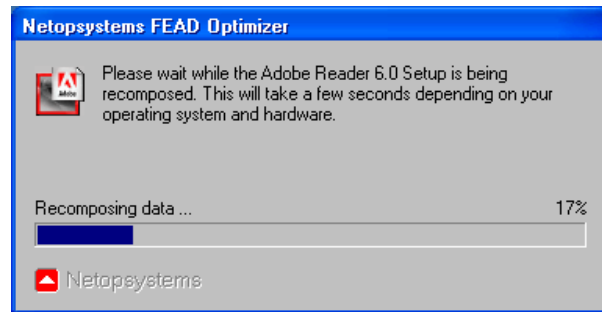 Netopsystems FEAD Optimizer
Please wait while the Adobe Reader 6.0 Setup is being
recomposed. This will take a few seconds depending on your
operating system and hardware.
Adobe
Recomposing data ... 17%
Netopsystems